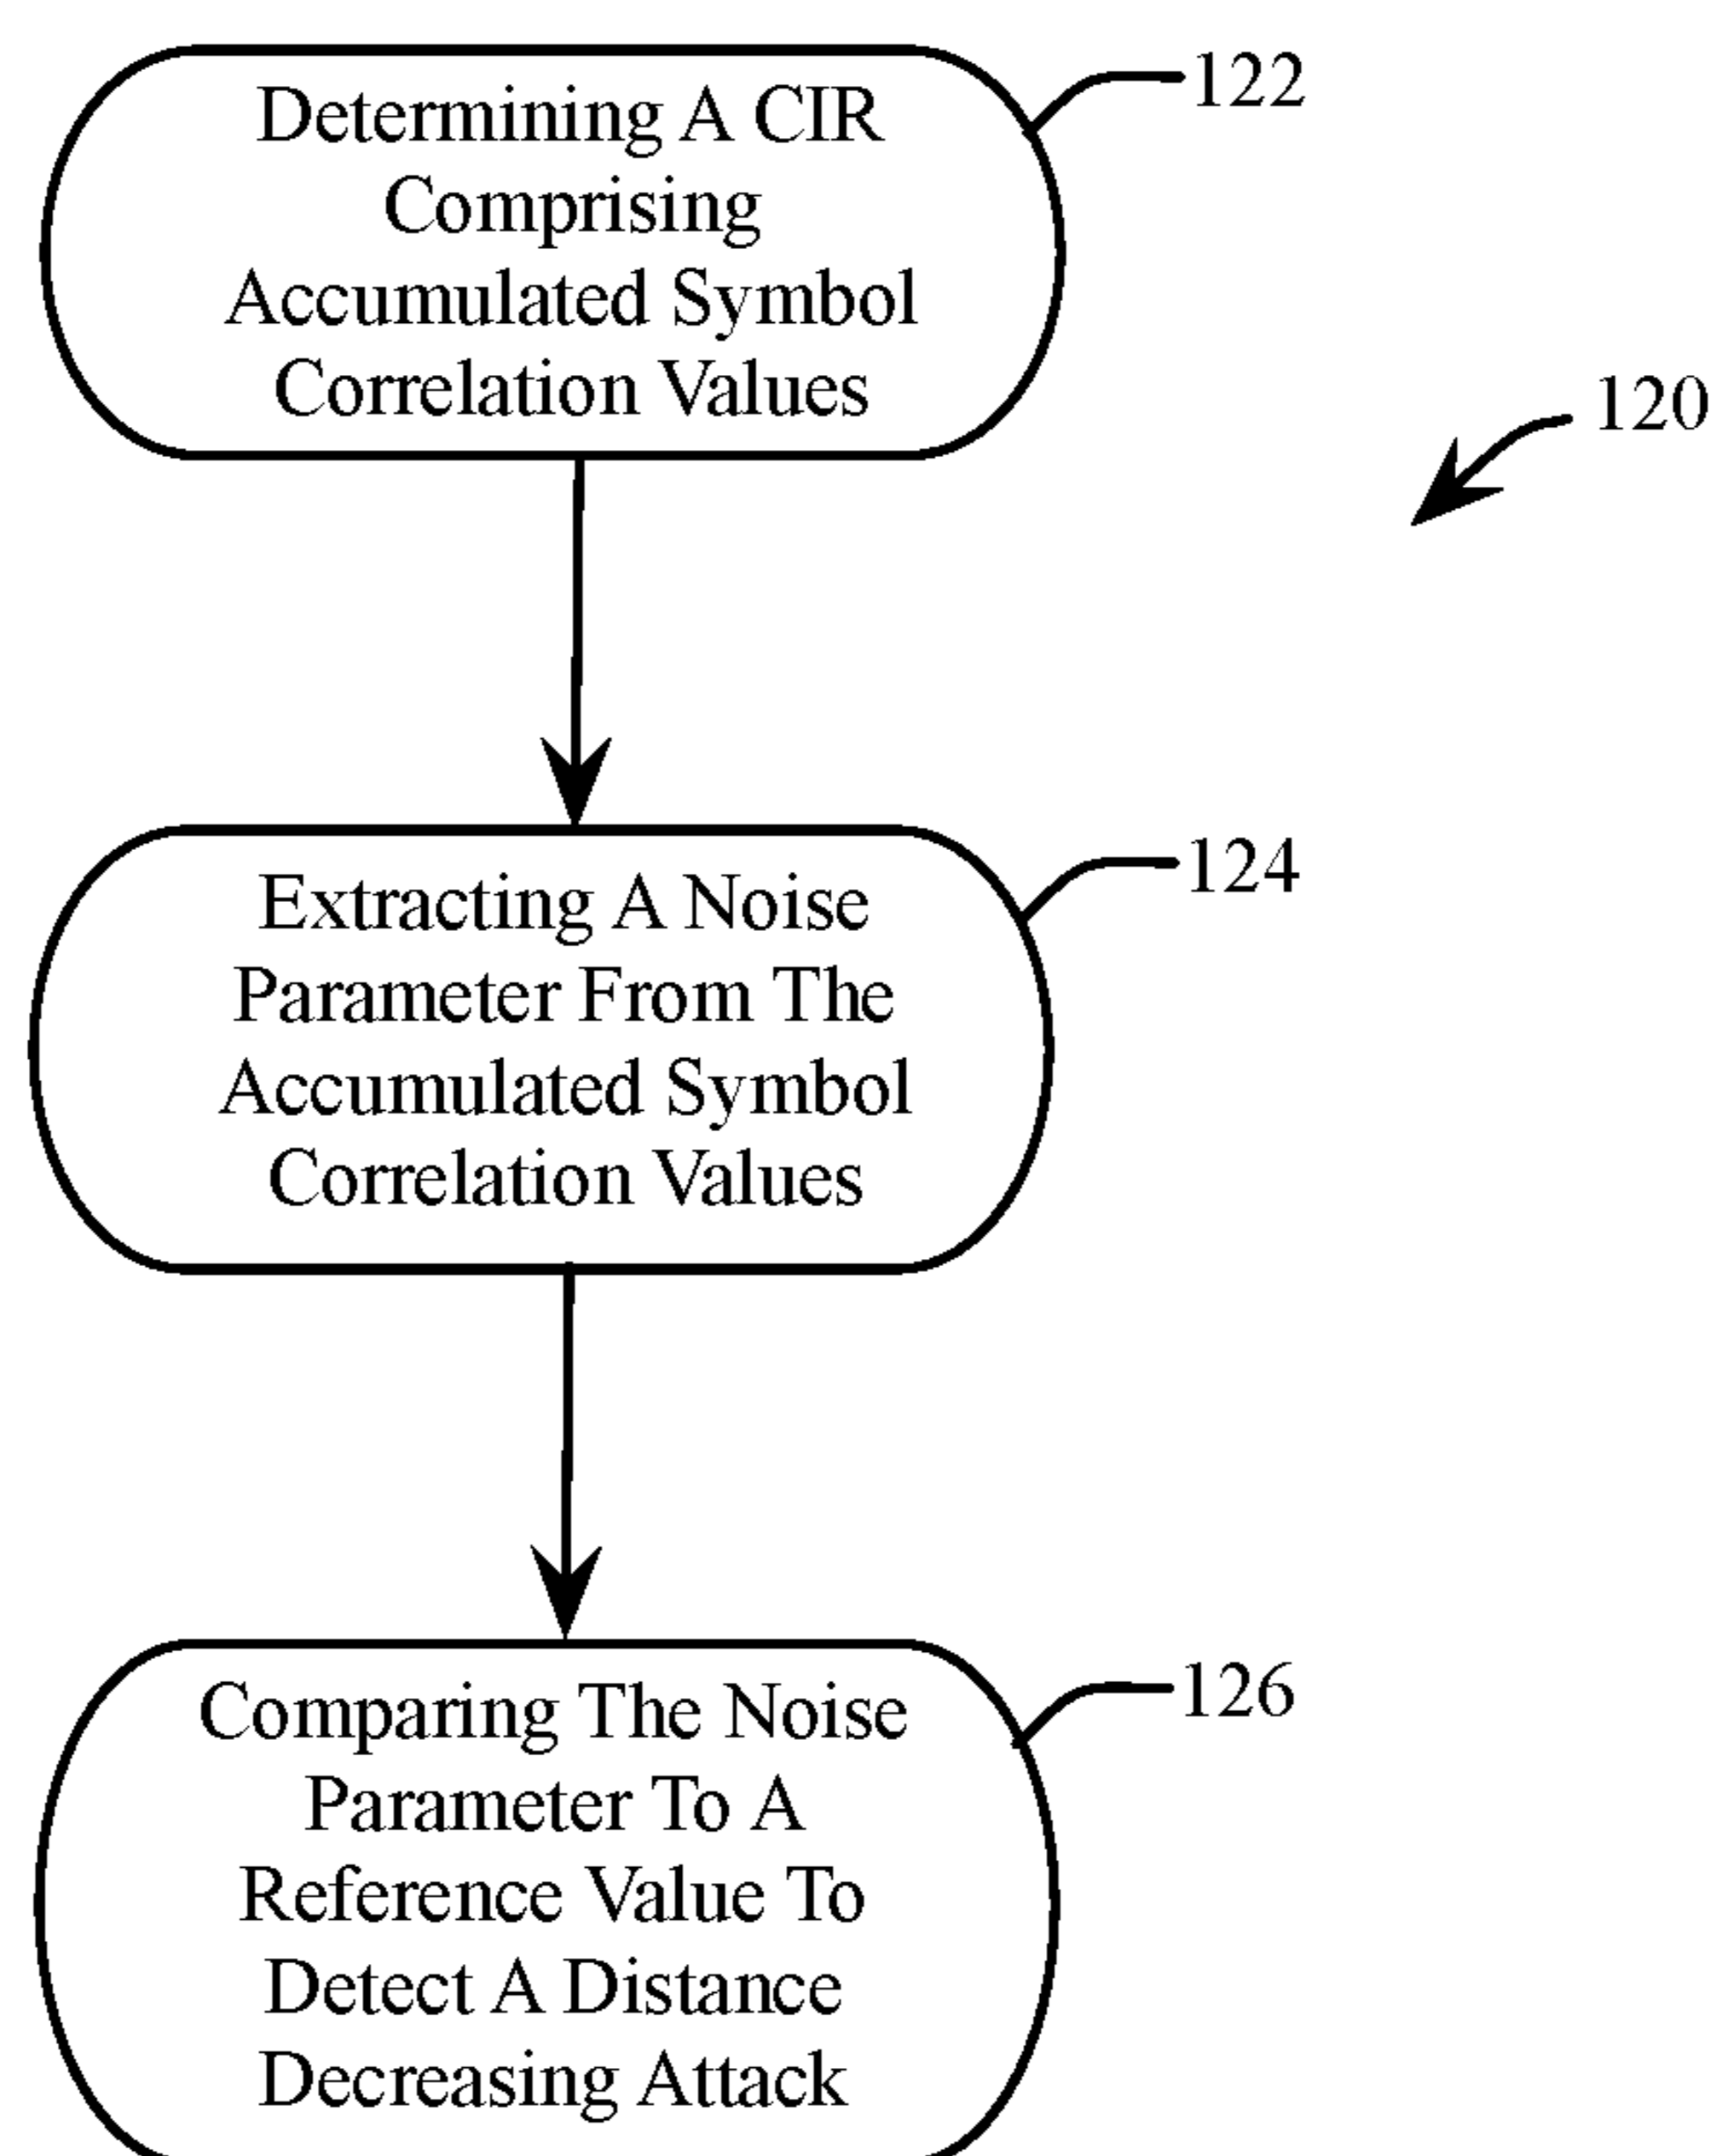 Determining A CIR
Comprising
Accumulated Symbol
Correlation Values
122
120
Extracting A Noise
Parameter From The
Accumulated Symbol
Correlation Values
124
Comparing The Noise
Parameter To A
Reference Value To
Detect A Distance
Decreasing Attack
126